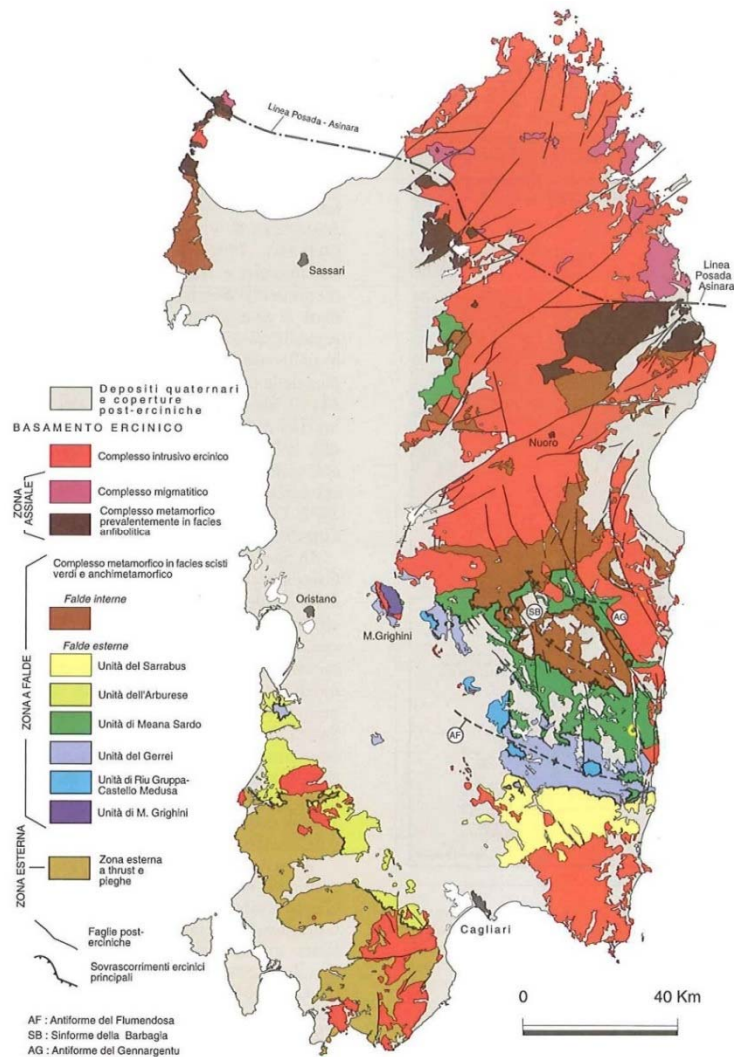 Linea Posada - Asinara
Sassari
Linea
Posada
Asinara
Depositi quaternari
e coperture
post-erciniche
BASAMENTO ERCINICO
Complesso intrusivo ercinico
Nuoro
ZONA
ASSIALE
Complesso migmatitico
Complesso metamorfico
prevalentemente in facies
anfibolitica
Complesso metamorfico in facies scisti
verdi e anchimetamorfico
Oristano
M.Grighini
SB
AG
ZONA A FALDE
Falde interne
Falde esterne
Unità del Sarrabus
Unità dell'Arburese
Unità di Meana Sardo
AF
Unità del Gerrei
Unità di Riu Gruppa-
Castello Medusa
Unità di M. Grighini
ZONA ESTERNA
Zona esterna
a thrust e
pieghe
Cagliari
Faglie post-
erciniche
Sovrascorrimenti ercinici
principali
0 40 Km
AF : Antiforme del Flumendosa
SB : Sinforme della Barbagia
AG : Antiforme del Gennargentu